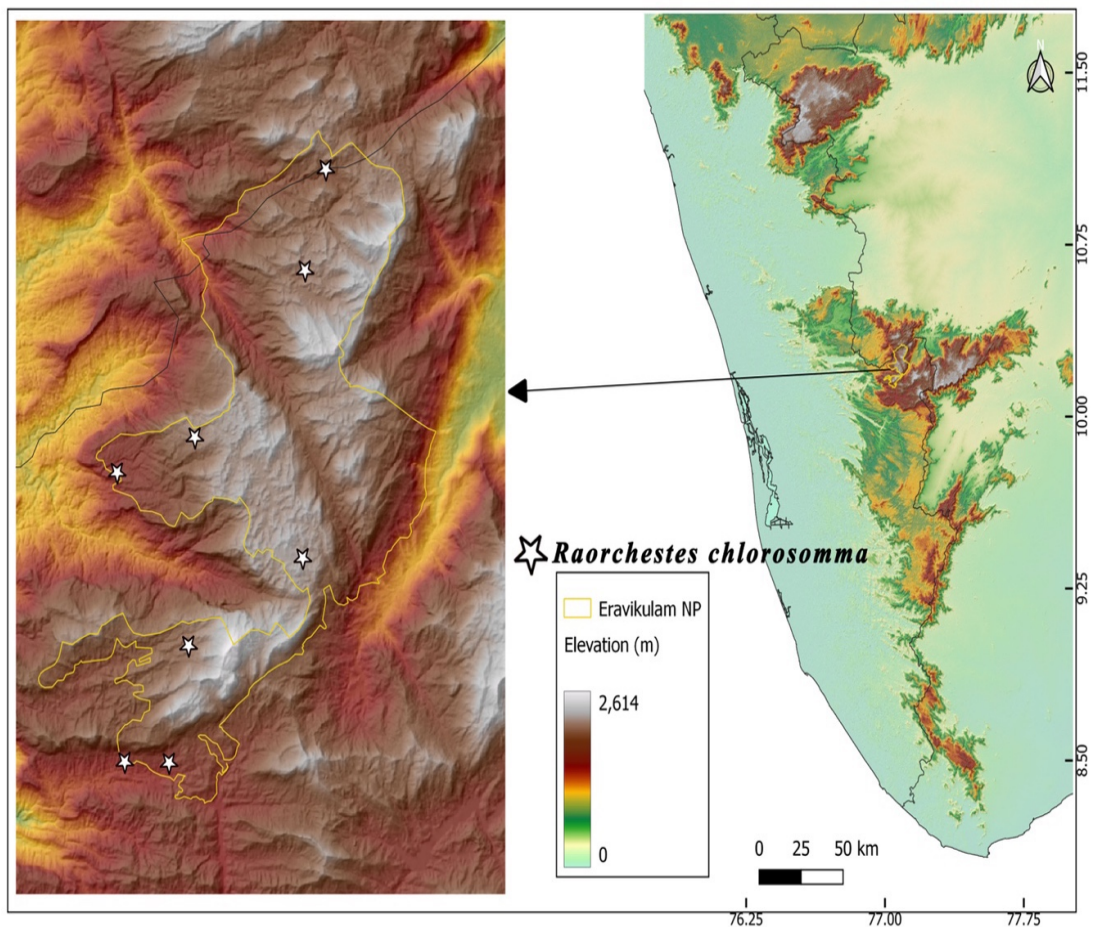 N
11.50
10.75
10.00
Raorchestes chlorosomma
Eravikulam NP
Elevation (m)
2,614
0
9.25
8.50
0 25 50 km
76.25 77.00 77.75